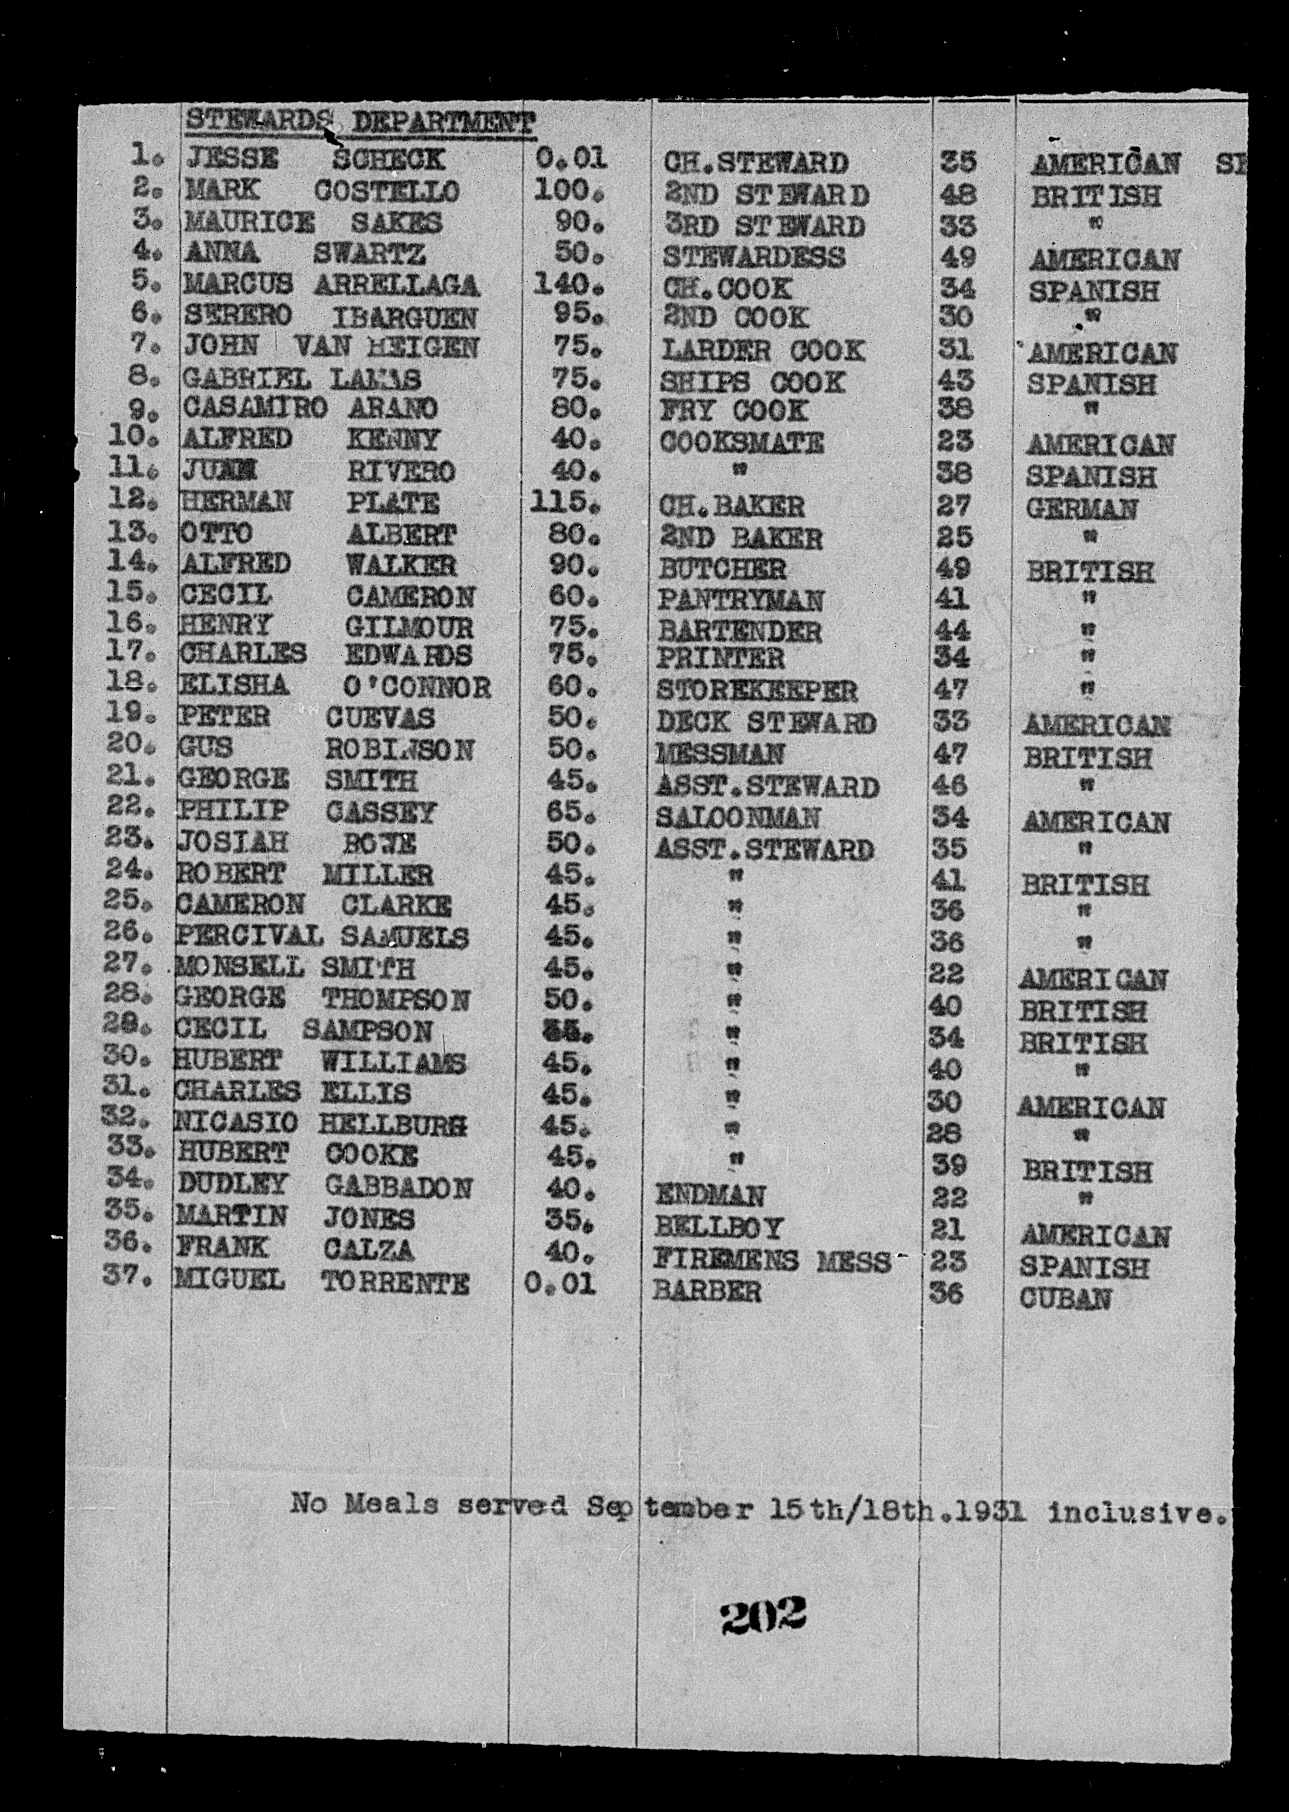 STEWARDS DEPARTMENT
1. JESSE SCHECK 0.01 CH.STEWARD 35 AMERICAN
2. MARK COSTELLO 100. 2ND STEWARD 48 BRITISH
3. MAURICE SAKES 90. 3RD STEWARD 33 "
4. ANNA SWARTZ 50. STEWARDESS 49 AMERICAN
5. MARCUS ARRELLAGA 140. CH.COOK 34 SPANISH
6. SERERO IBARGUEN 95. 2ND COOK 30 "
7. JOHN VAN HEIGEN 75. LARDER COOK 31 AMERICAN
8. GABRIEL LAMAS 75. SHIPS COOK 43 SPANISH
9. CASAMIRO ARANO 80. FRY COOK 38 "
10. ALFRED KENNY 40. COOKSMATE 23 AMERICAN
11. JUAN RIVERO 40. " 38 SPANISH
12. HERMAN PLATE 115. CH.BAKER 27 GERMAN
13. OTTO ALBERT 80. 2ND BAKER 25 "
14. ALFRED WALKER 90. BUTCHER 49 BRITISH
15. CECIL CAMERON 60. PANTRYMAN 41 "
16. HENRY GILMOUR 75. BARTENDER 44 "
17. CHARLES EDWARDS 75. PRINTER 34 "
18. ELISHA O'CONNOR 60. STOREKEEPER 47 "
19. PETER CUEVAS 50. DECK STEWARD 33 AMERICAN
20. GUS ROBINSON 50. MESSMAN 47 BRITISH
21. GEORGE SMITH 45. ASST.STEWARD 46 "
22. PHILIP CASSEY 65. SALOONMAN 34 AMERICAN
23. JOSIAH 50. ASST.STEWARD 35 "
24. ROBERT MILLER 45. " 41 BRITISH
25. CAMERON CLARKE 45. " 36 "
26. PERCIVAL SAMUELS 45. " 36 "
27. MONSELL SMITH 45. " 22 AMERICAN
28. GEORGE THOMPSON 50. " 40 BRITISH
29. CECIL SAMPSON " 34 BRITISH
30. HUBERT WILLIAMS 45. " 40 "
31. CHARLES ELLIS 45. " 30 AMERICAN
32. NICASIO HELLBURG 45. " 28 "
33. HUBERT COOKE 45. " 39 BRITISH
34. DUDLEY GABBADON 40. ENDMAN 22 "
35. MARTIN JONES 35. BELLBOY 21 AMERICAN
36. FRANK CALZA 40. FIREMENS MESS- 23 SPANISH
37. MIGUEL TORRENTE 0.01 BARBER 36 CUBAN
No Meals served September 15th/18th.1931 inclusive.
202